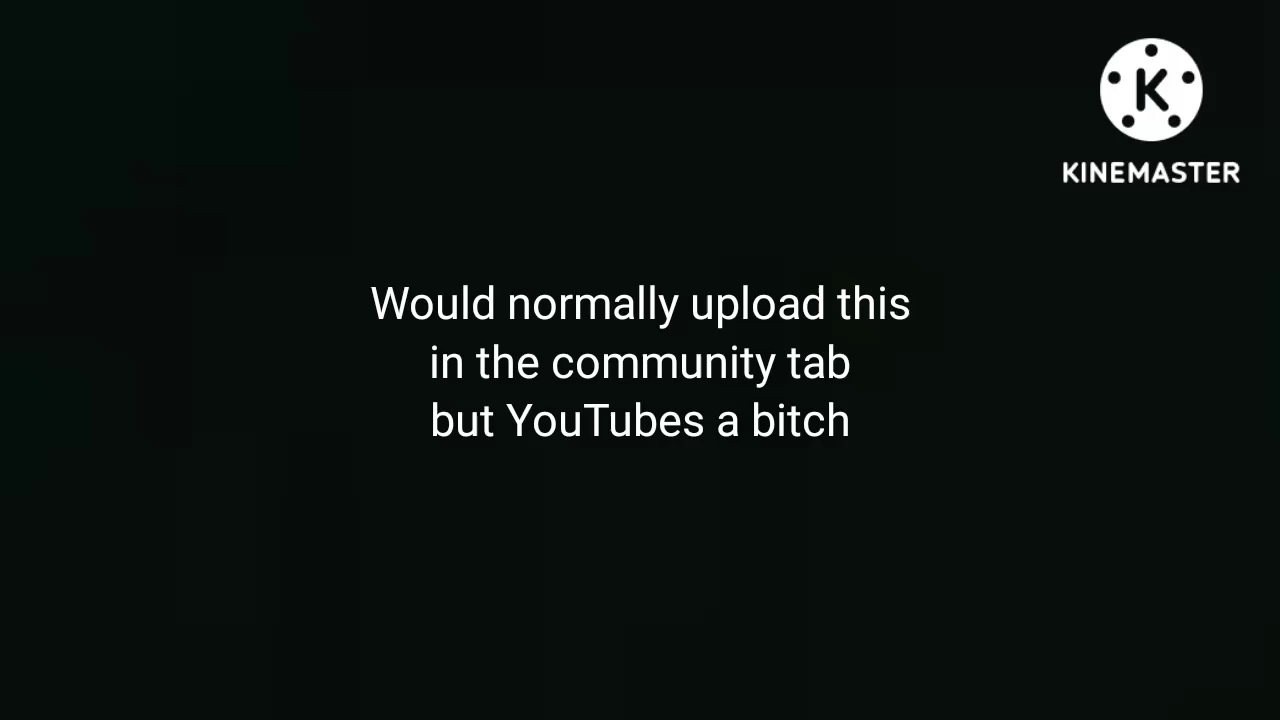 K
KINEMASTER
Would normally upload this
in the community tab
but YouTubes a bitch